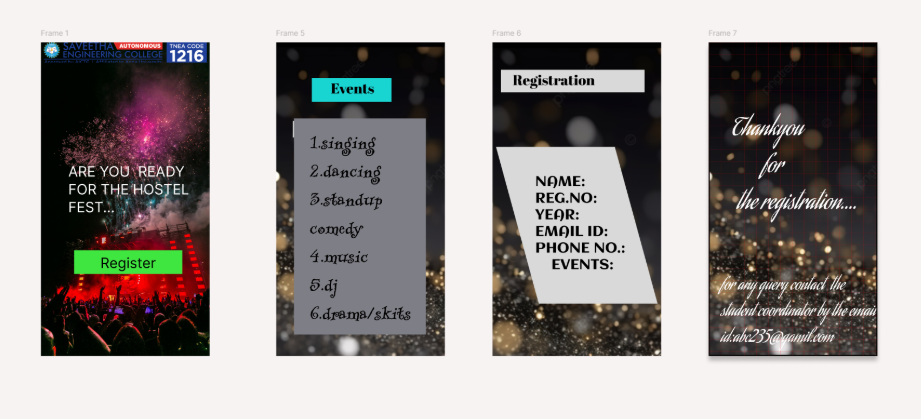 Frame 1
SAVEETHA AUTONOMOUS
ENGINEERING COLLEGE
TNEA CODE
1216
ARE YOU READY
FOR THE HOSTEL
FEST...
Register
Frame 5
Events
1.singing
2.dancing
3.standup
comedy
4.music
5.dj
6.drama/skits
Frame 6
Registration
NAME:
REG.NO:
YEAR:
EMAIL ID:
PHONE NO.:
EVENTS:
Frame 7
Thankyou
for
the registration....
for any query contact the
student coordinator by the email
id:abc235@gamil.com